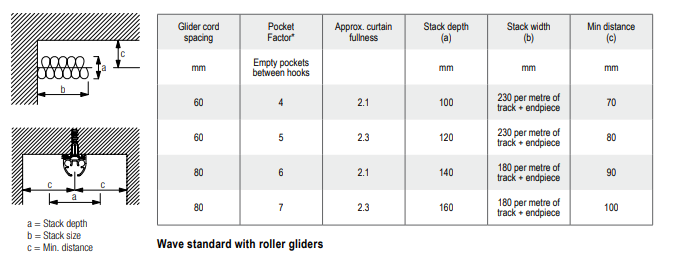 c
a
b
c
c
a
a = Stack depth
b = Stack size
c = Min. distance
Glider cord spacing Pocket Factor* Approx. curtain fullness Stack depth (a) Stack width (b) Min distance (c)
mm Empty pockets between hooks mm mm mm
60 4 2.1 100 230 per metre of track + endpiece 70
60 5 2.3 120 230 per metre of track + endpiece 80
80 6 2.1 140 180 per metre of track + endpiece 90
80 7 2.3 160 180 per metre of track + endpiece 100
Wave standard with roller gliders